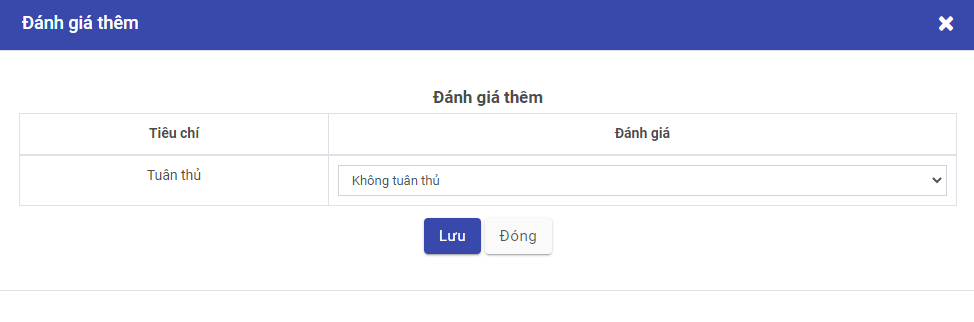 Đánh giá thêm
Đánh giá thêm
Tiêu chí Đánh giá
Tuân thủ Không tuân thủ
Lưu Đóng